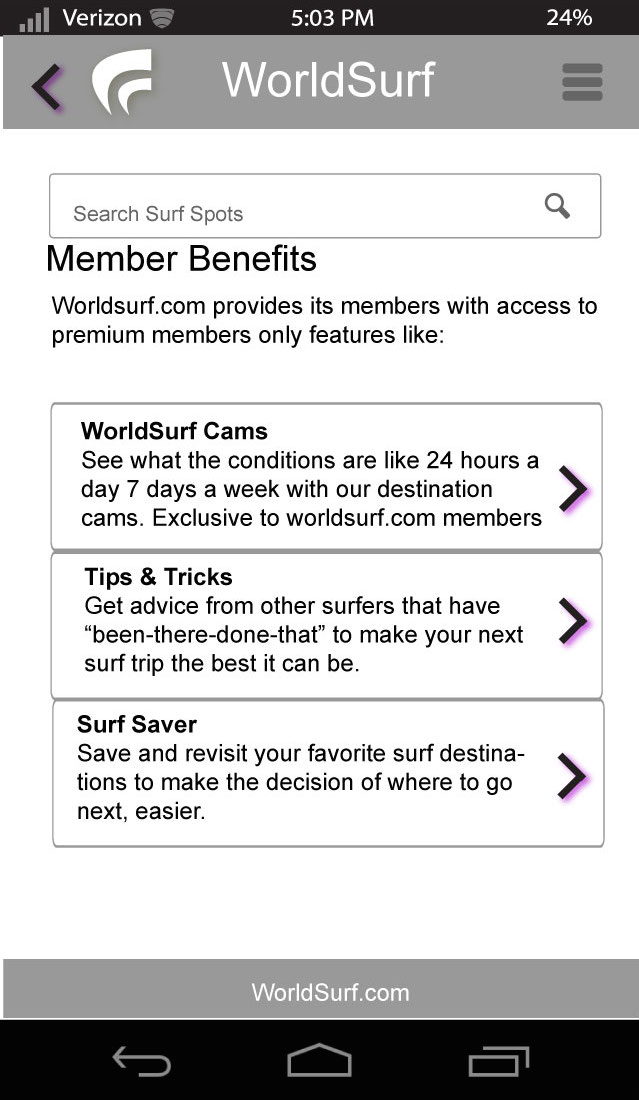 Verizon 5:03 PM 24%
WorldSurf
Search Surf Spots
Member Benefits
Worldsurf.com provides its members with access to
premium members only features like:
WorldSurf Cams
See what the conditions are like 24 hours a
day 7 days a week with our destination
cams. Exclusive to worldsurf.com members
Tips & Tricks
Get advice from other surfers that have
“been-there-done-that” to make your next
surf trip the best it can be.
Surf Saver
Save and revisit your favorite surf destina-
tions to make the decision of where to go
next, easier.
WorldSurf.com